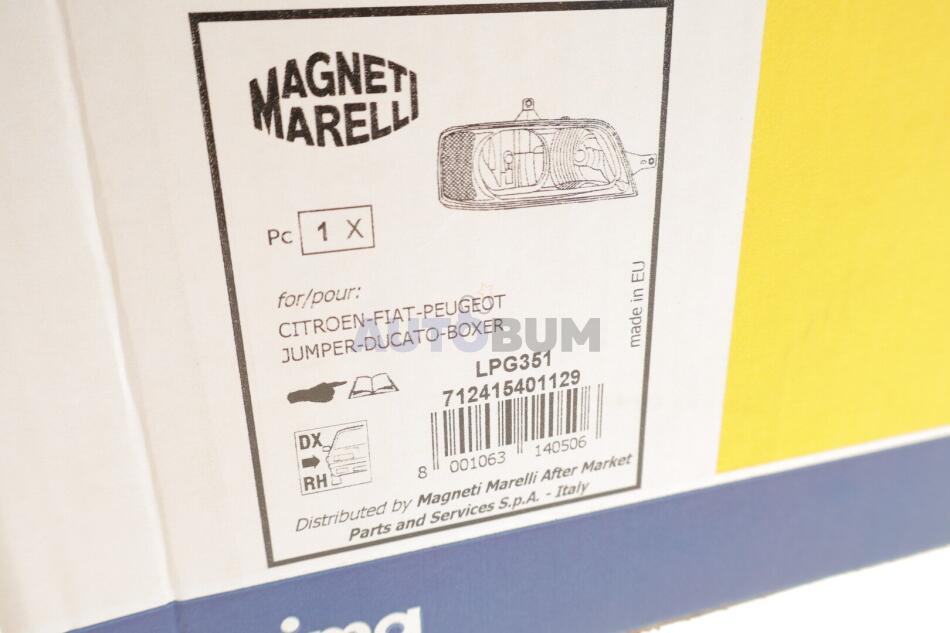 MAGNETI
MARELLI
Pc 1 X
for/pour:
CITROEN-FIAT-PEUGEOT
JUMPER-DUCATO-BOXER
AUTOBUM
made in EU
LPG351
712415401129
8 001063 140506
DX
RH
Distributed by Magneti Marelli After Market
Parts and Services S.p.A. - Italy